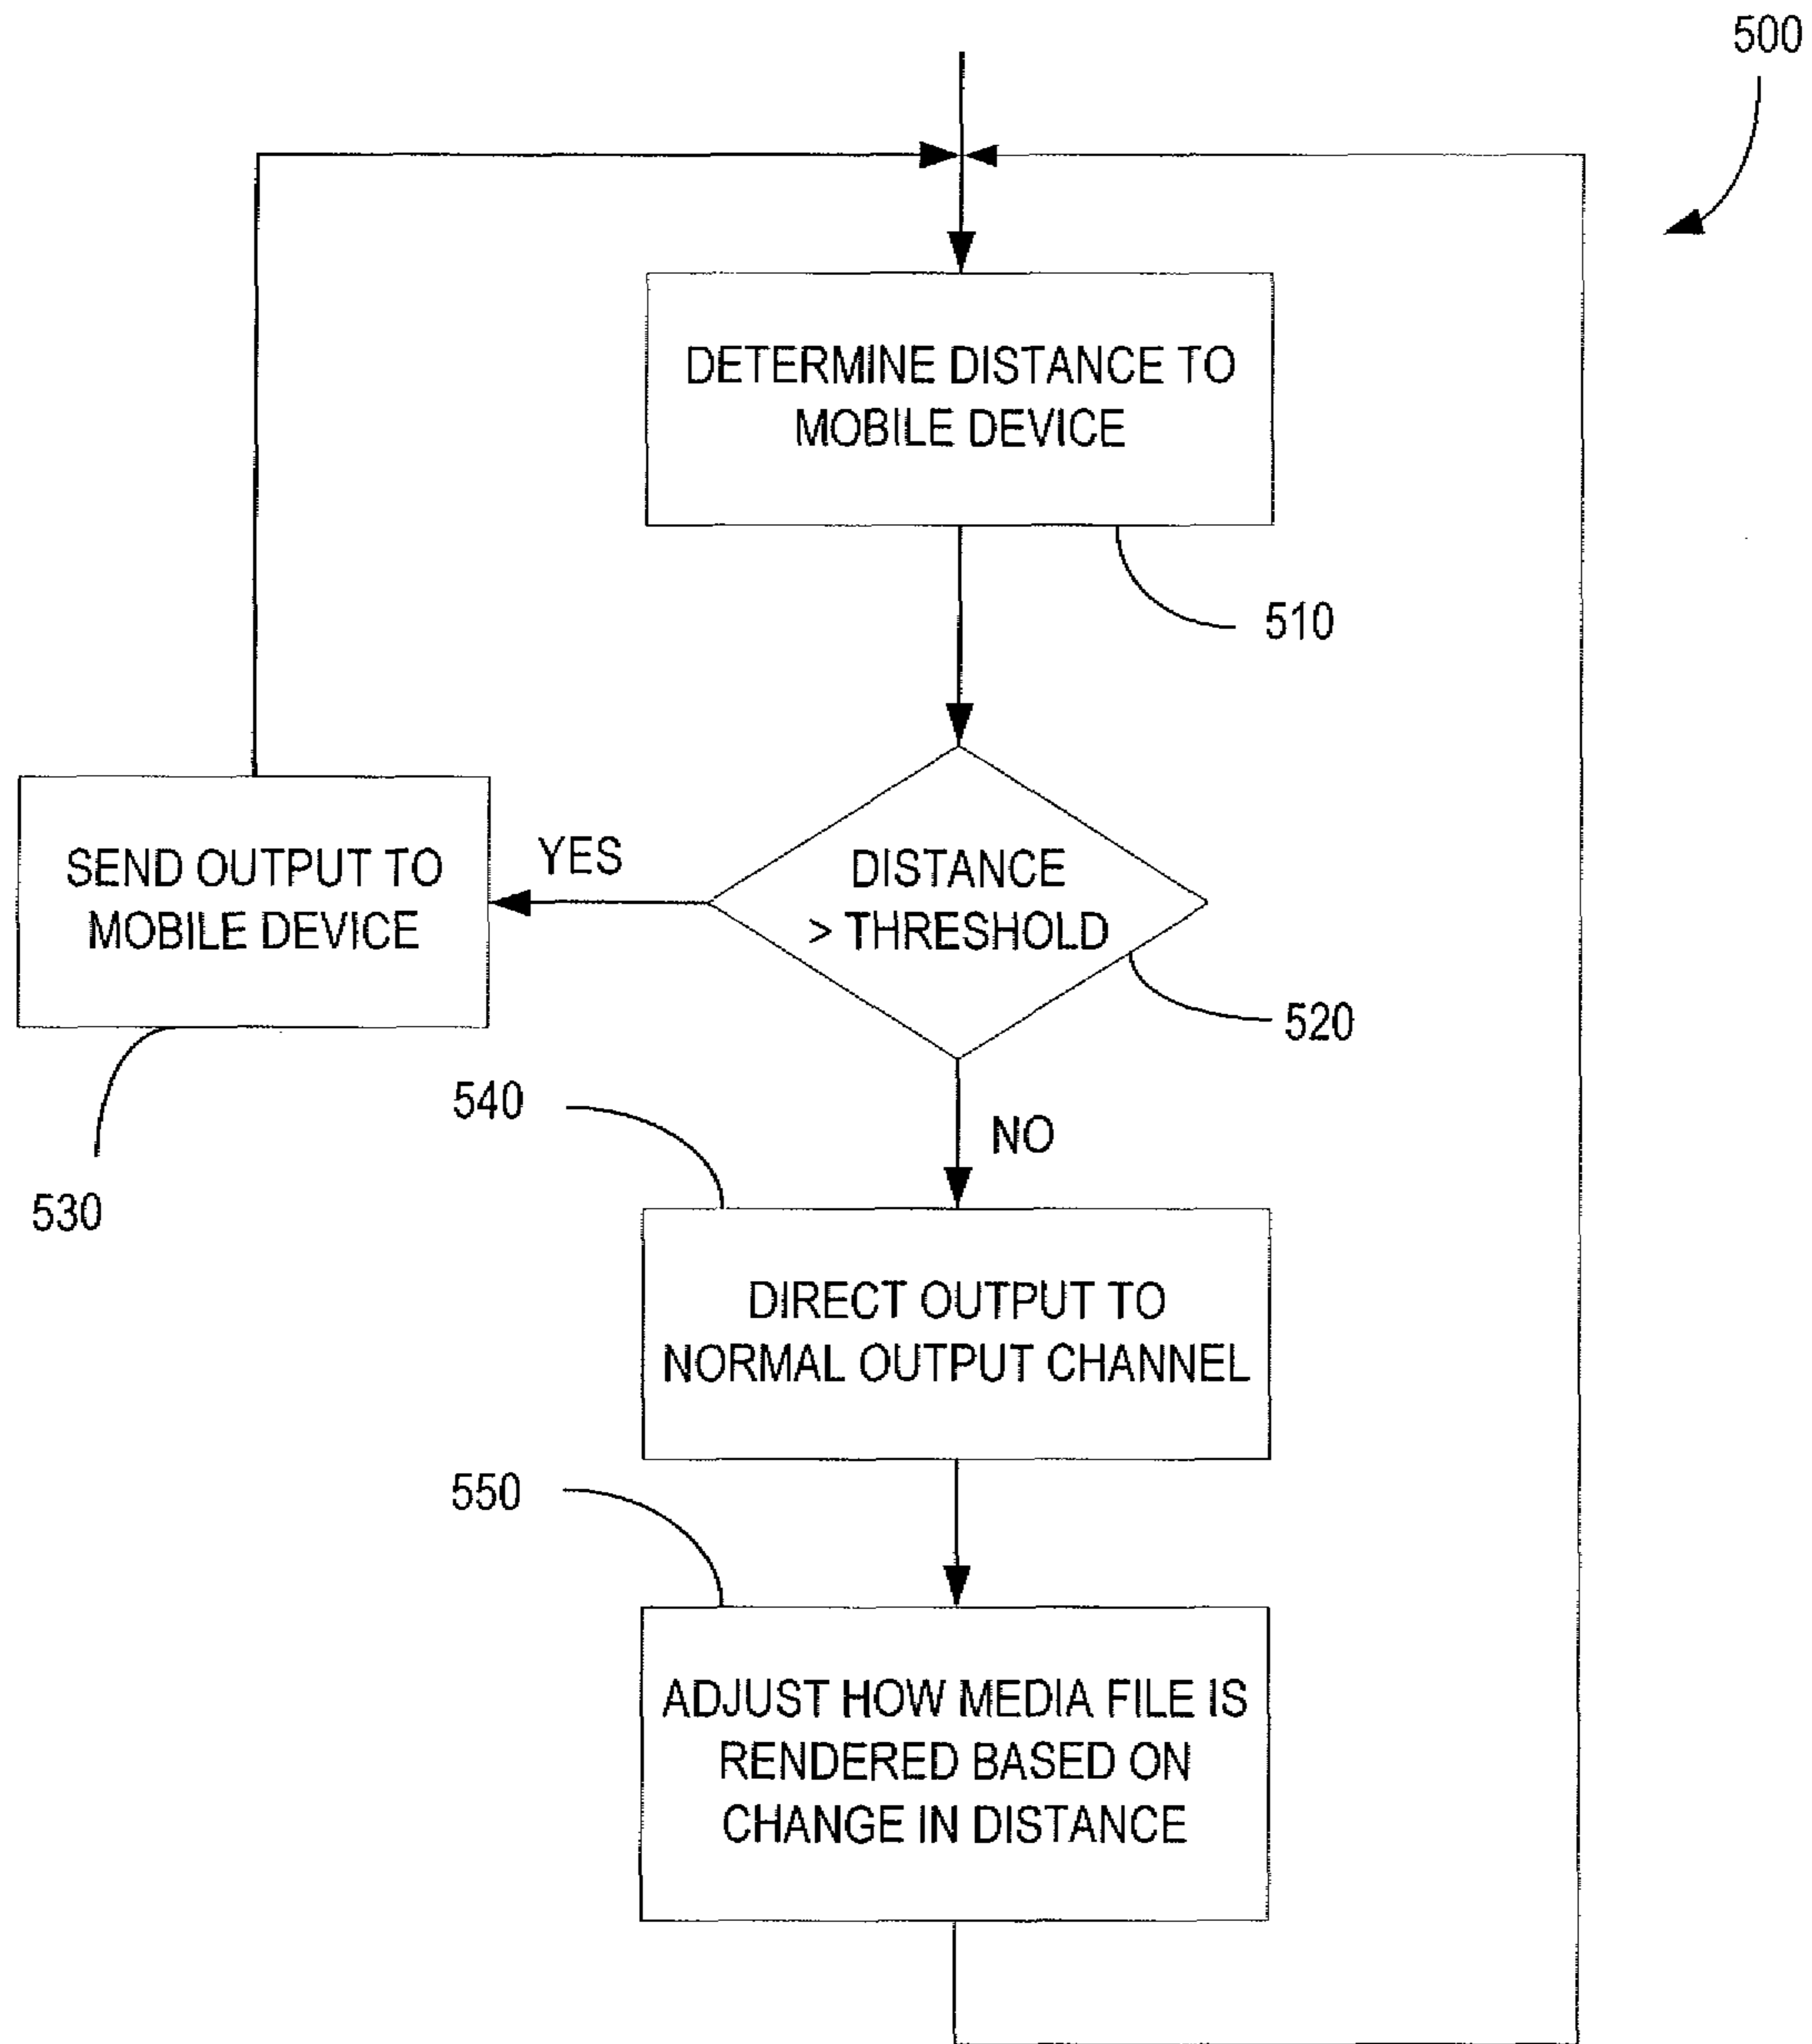 500
DETERMINE DISTANCE TO
MOBILE DEVICE
510
DISTANCE
> THRESHOLD
YES
SEND OUTPUT TO
MOBILE DEVICE
520
530
NO
540
DIRECT OUTPUT TO
NORMAL OUTPUT CHANNEL
550
ADJUST HOW MEDIA FILE IS
RENDERED BASED ON
CHANGE IN DISTANCE